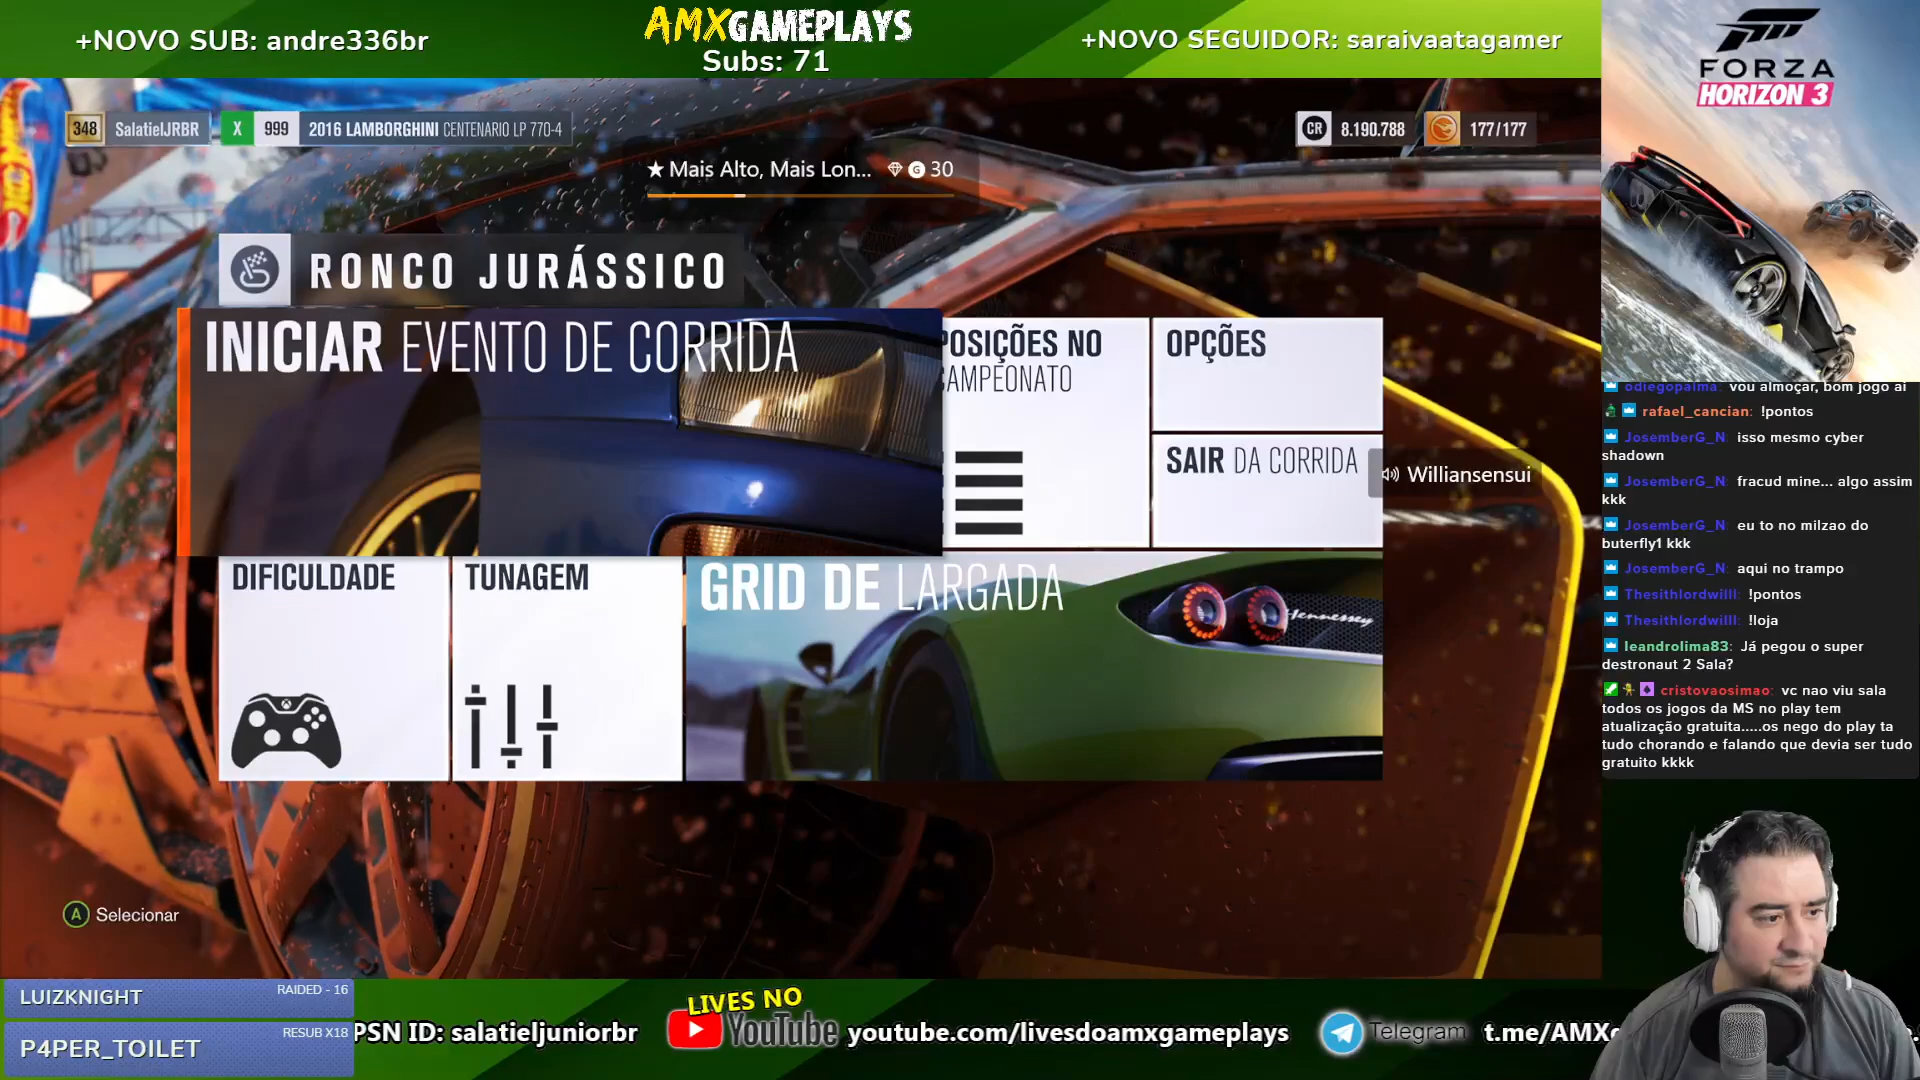 +NOVO SUB: andre336br
AMXGAMEPLAYS
Subs: 71
+NOVO SEGUIDOR: saraivaatagamer
FORZA
HORIZON 3
348 SalatielJRBR X 999 2016 LAMBORGHINI CENTENARIO LP 770-4
CR 8.190.788 177/177
★ Mais Alto, Mais Lon... G 30
RONCO JURÁSSICO
INICIAR EVENTO DE CORRIDA
POSIÇÕES NO
CAMPEONATO
OPÇÕES
SAIR DA CORRIDA
Williansensui
DIFICULDADE
TUNAGEM
GRID DE LARGADA
Hennessey
A Selecionar
bdiegopalma: vou almoçar, bom jogo ai
rafael_cancian: !pontos
JosemberG_N: isso mesmo cyber
shadown
JosemberG_N: fracud mine... algo assim
kkk
JosemberG_N: eu to no milzao do
buterfly1 kkk
JosemberG_N: aqui no trampo
Thesithlordwilll: !pontos
Thesithlordwilll: !loja
leandrolima83: Já pegou o super
destronaut 2 Sala?
cristovaosimao: vc nao viu sala
todos os jogos da MS no play tem
atualização gratuita.....os nego do play ta
tudo chorando e falando que devia ser tudo
gratuito kkkk
LUIZKNIGHT RAIDED - 16
P4PER_TOILET RESUB X18
PSN ID: salatieljuniorbr
LIVES NO
YouTube youtube.com/livesdoamxgameplays
Telegram t.me/AMX